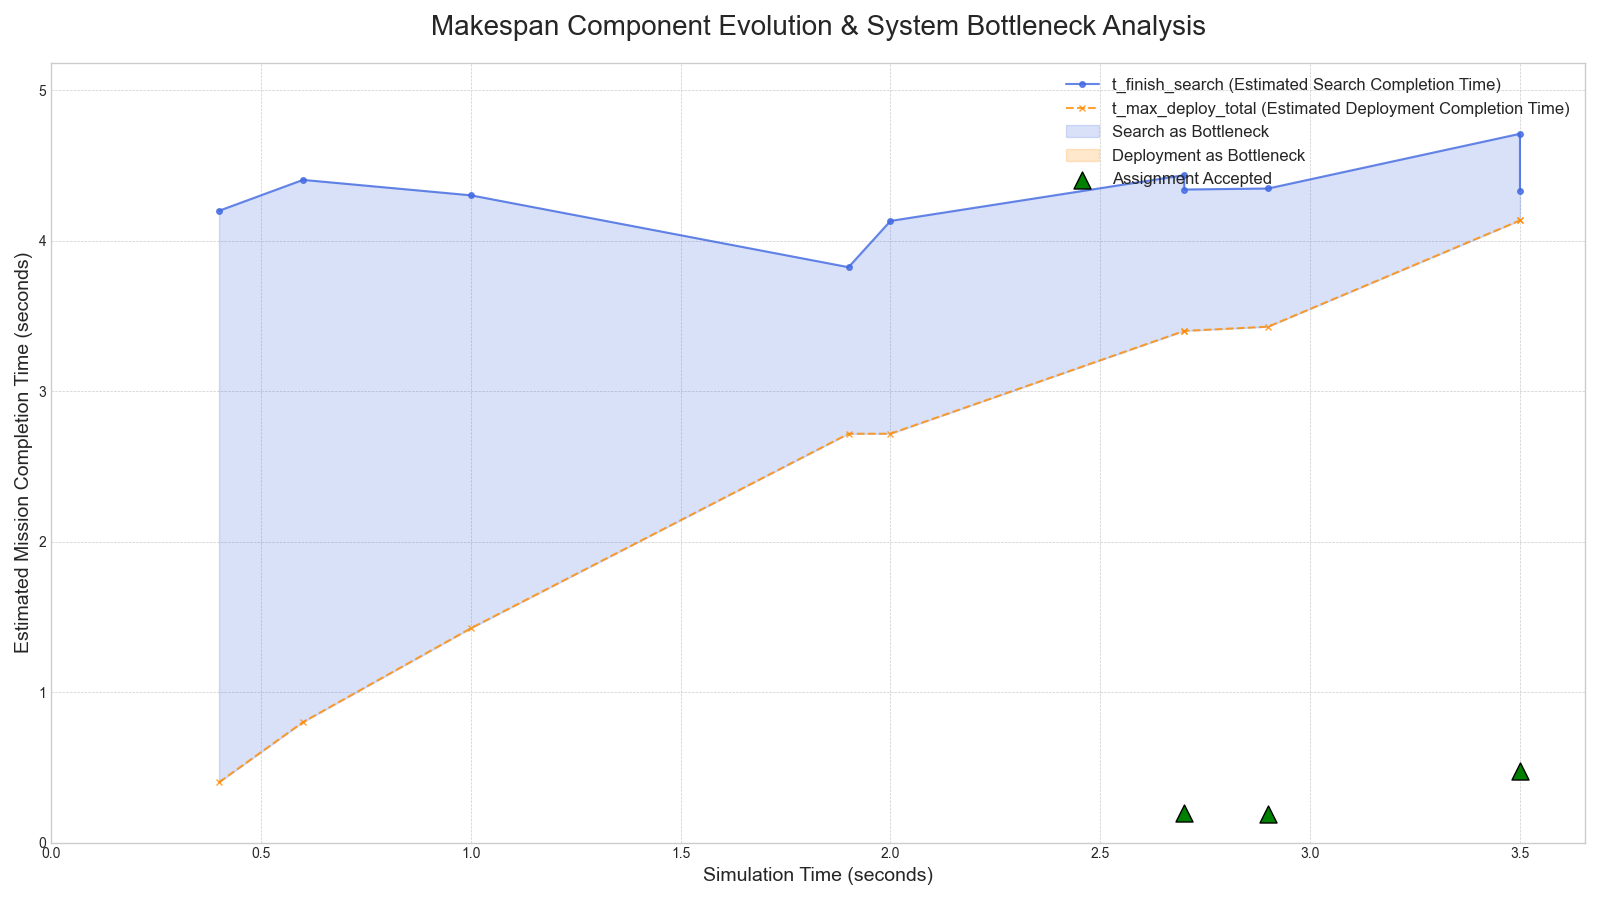 Makespan Component Evolution & System Bottleneck Analysis
t_finish_search (Estimated Search Completion Time)
t_max_deploy_total (Estimated Deployment Completion Time)
Search as Bottleneck
Deployment as Bottleneck
Assignment Accepted
Estimated Mission Completion Time (seconds)
5
4
3
2
1
0
0.0 0.5 1.0 1.5 2.0 2.5 3.0 3.5
Simulation Time (seconds)